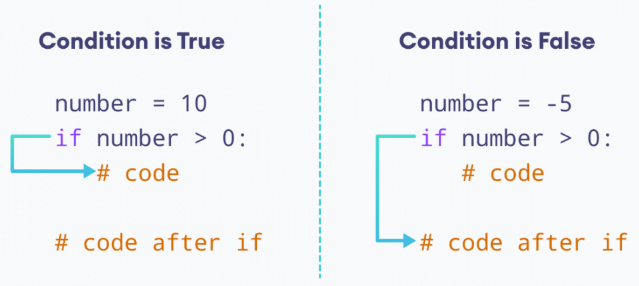 Condition is True
number = 10
if number > 0:
# code
# code after if
Condition is False
number = -5
if number > 0:
# code
# code after if